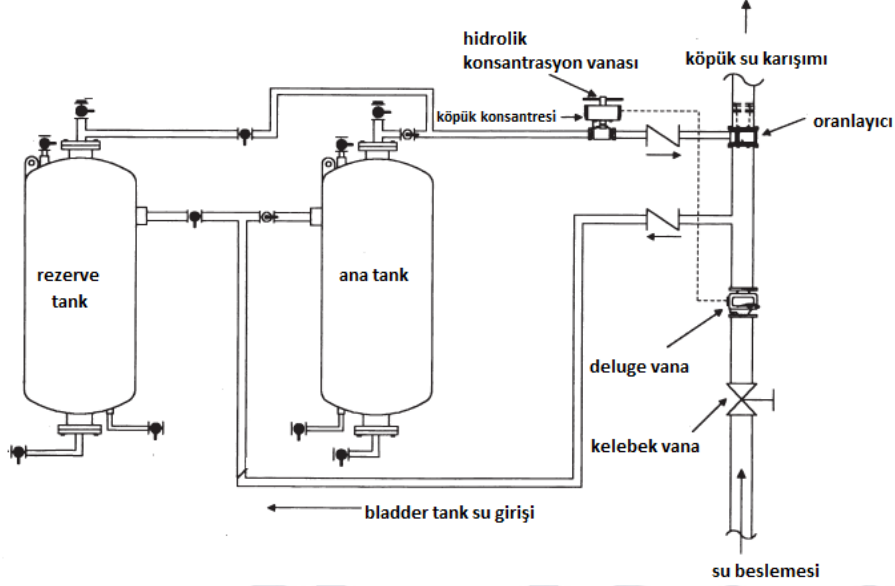 hidrolik
konsantrasyon vanası
köpük su karışımı
köpük konsantresi
oranlayıcı
rezerve
tank
ana tank
deluge vana
kelebek vana
bladder tank su girişi
su beslemesi